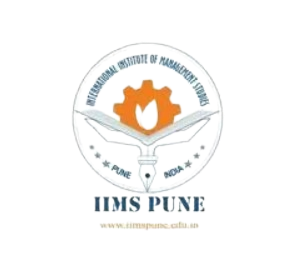 INTERNATIONAL INSTITUTE OF MANAGEMENT STUDIES
PUNE INDIA
IIMS PUNE
www.iimspune.edu.in